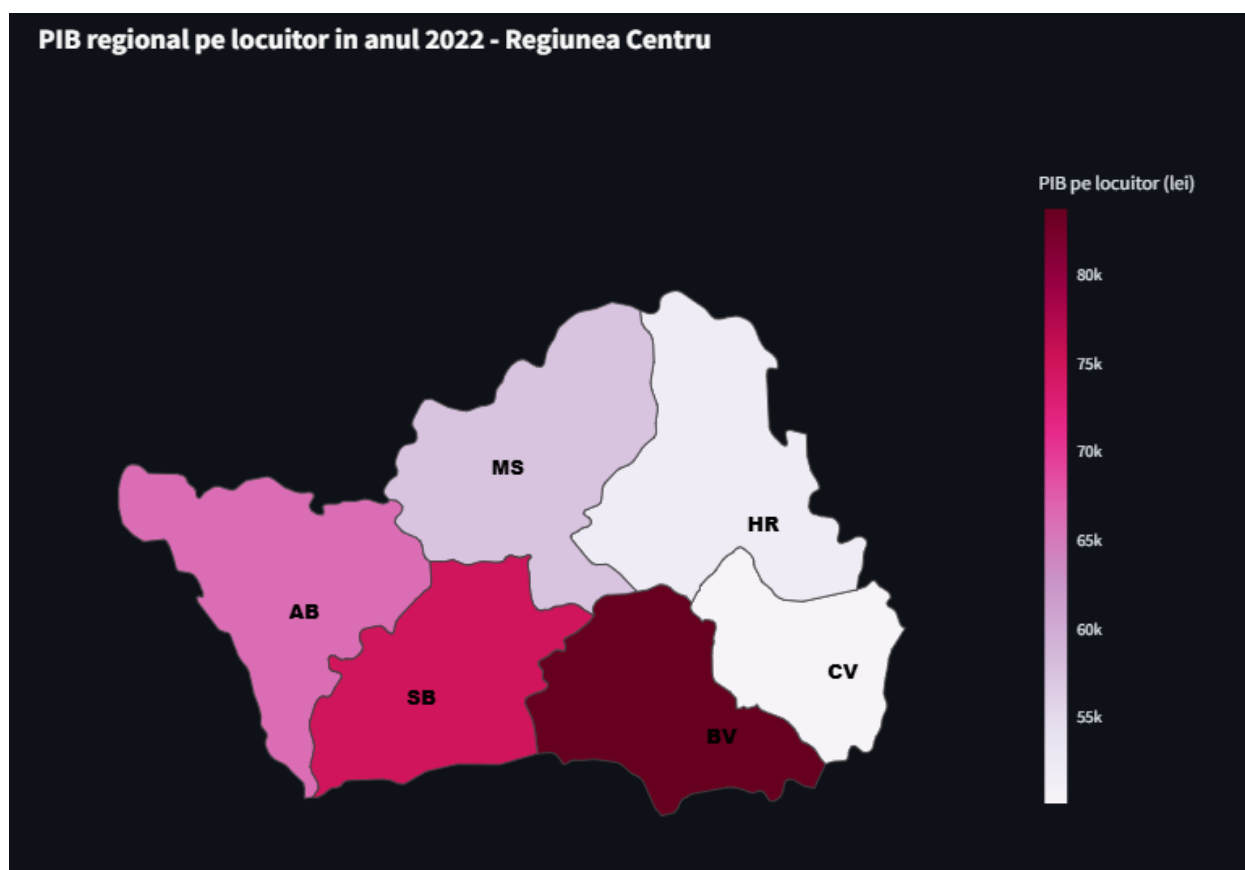 PIB regional pe locuitor in anul 2022 - Regiunea Centru
PIB pe locuitor (lei)
80k
75k
70k
65k
60k
55k
MS
HR
AB
CV
SB
BV